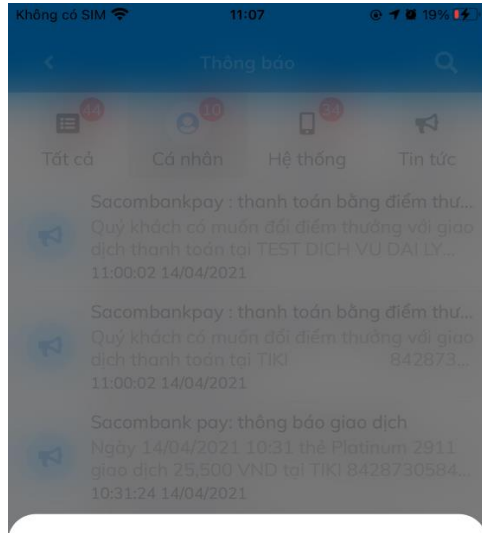 Không có SIM 11:07 19%
Thông báo
44 10 34
Tất cả Cá nhân Hệ thống Tin tức
Sacombankpay : thanh toán bằng điểm thư...
Quý khách có muốn đổi điểm thưởng với giao
dịch thanh toán tại TEST DICH VU DAI LY...
11:00:02 14/04/2021
Sacombankpay : thanh toán bằng điểm thư...
Quý khách có muốn đổi điểm thưởng với giao
dịch thanh toán tại TIKI 842873...
11:00:02 14/04/2021
Sacombank pay: thông báo giao dịch
Ngày 14/04/2021 10:31 thẻ Platinum 2911
giao dịch 25,500 VND tại TIKI 8428730584...
10:31:24 14/04/2021